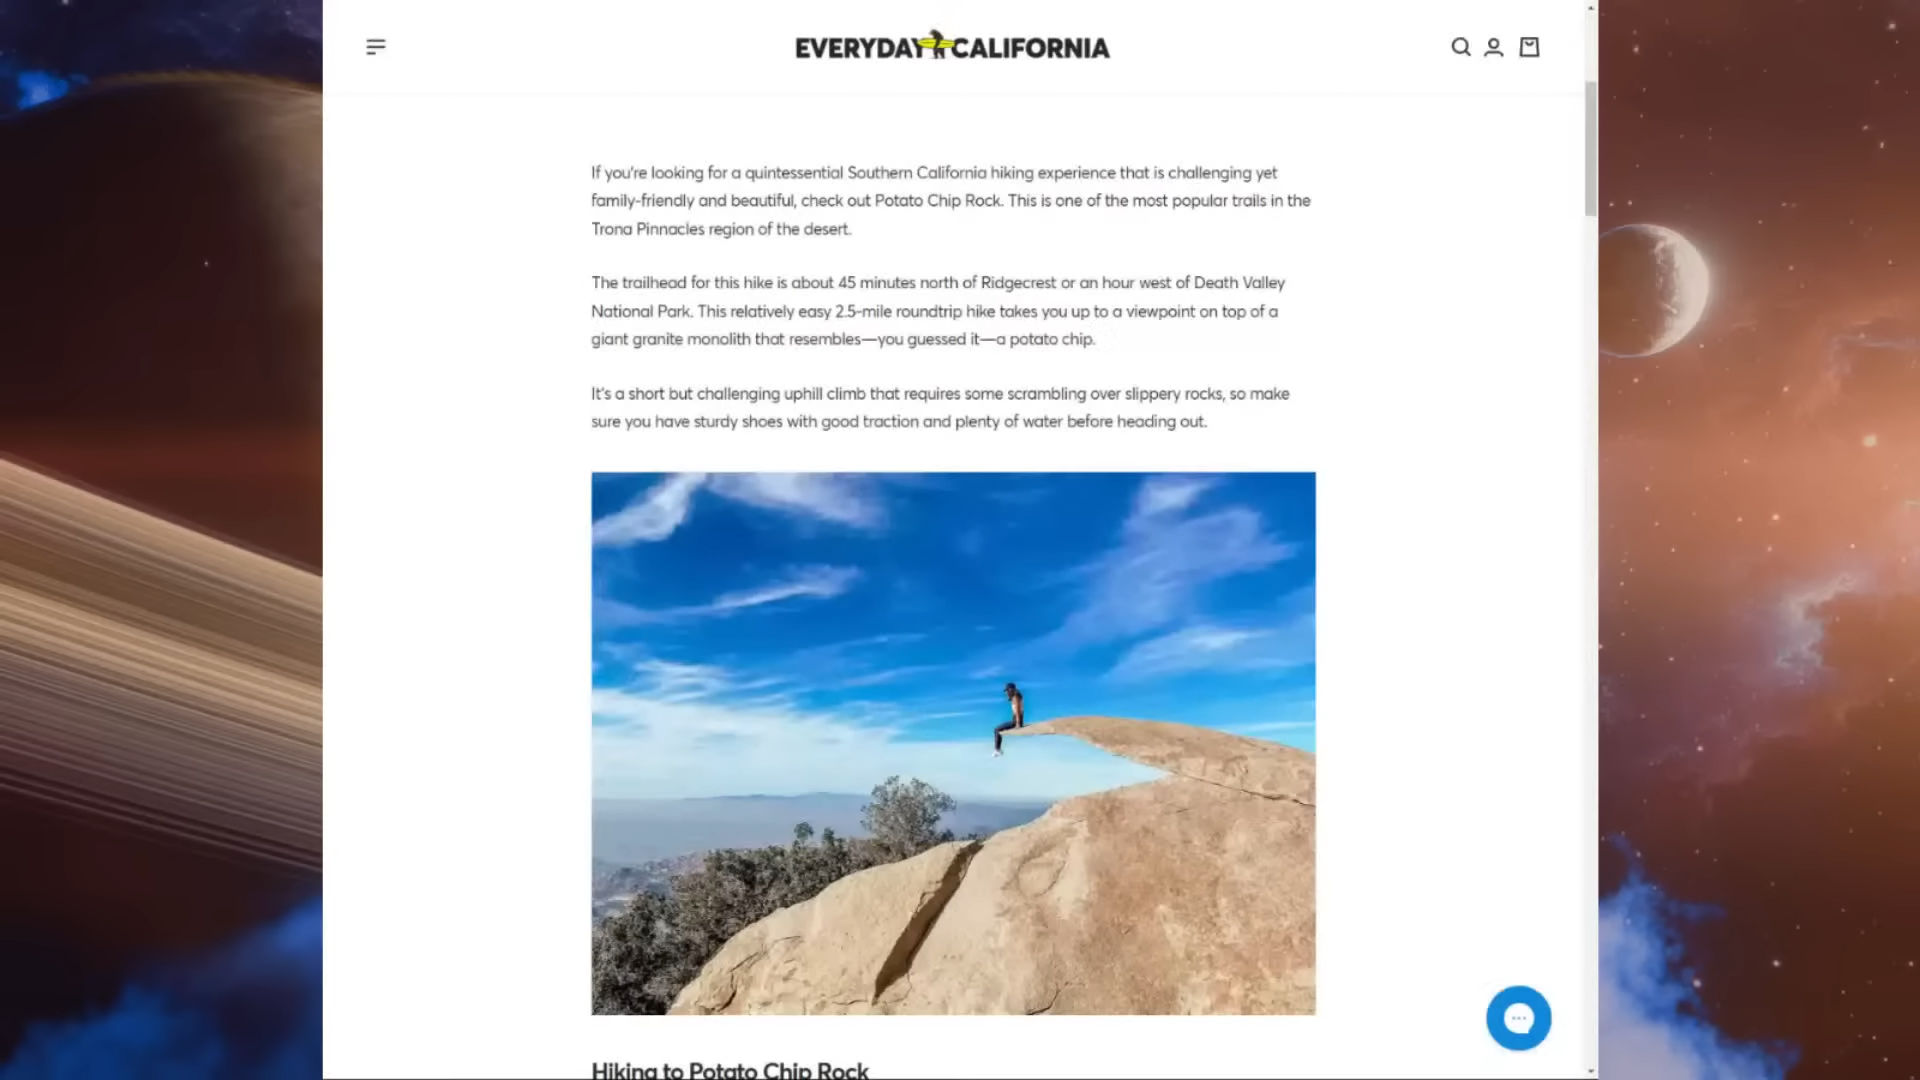 EVERYDAY CALIFORNIA
If you're looking for a quintessential Southern California hiking experience that is challenging yet
family-friendly and beautiful, check out Potato Chip Rock. This is one of the most popular trails in the
Trona Pinnacles region of the desert.
The trailhead for this hike is about 45 minutes north of Ridgecrest or an hour west of Death Valley
National Park. This relatively easy 2.5-mile roundtrip hike takes you up to a viewpoint on top of a
giant granite monolith that resembles—you guessed it—a potato chip.
It's a short but challenging uphill climb that requires some scrambling over slippery rocks, so make
sure you have sturdy shoes with good traction and plenty of water before heading out.
Hiking to Potato Chip Rock